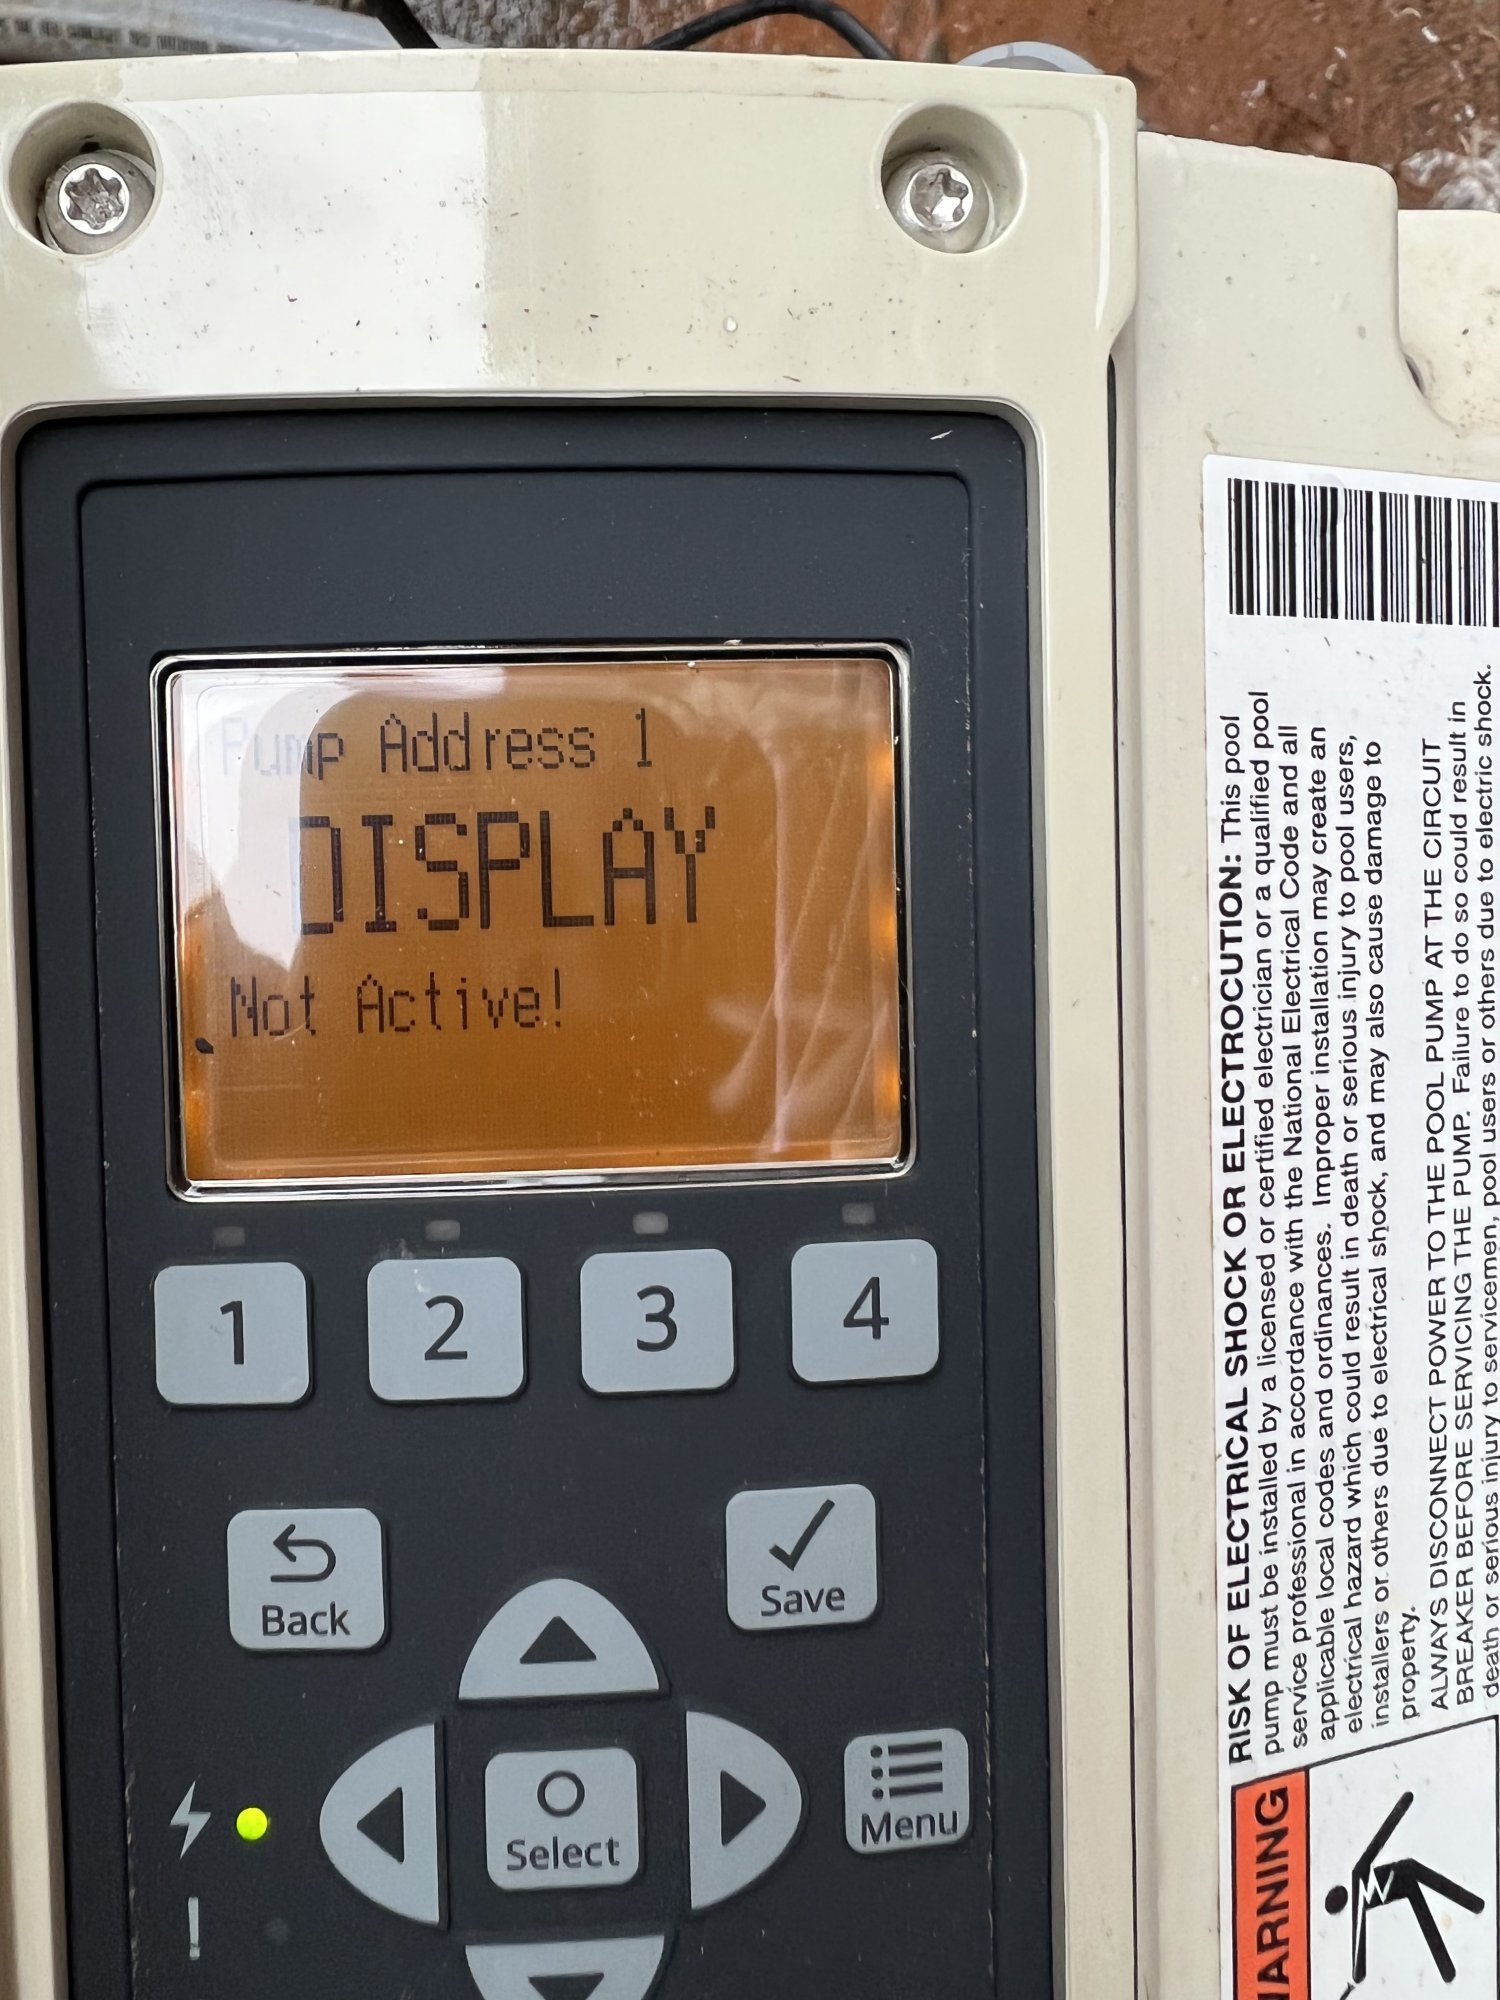 Pump Address 1
DISPLAY
Not Active!
1 2 3 4
Back
Save
Select
Menu
RISK OF ELECTRICAL SHOCK OR ELECTROCUTION: This pool
pump must be installed by a licensed or certified electrician or a qualified pool
service professional in accordance with the National Electrical Code and all
applicable local codes and ordinances. Improper installation may create an
electrical hazard which could result in death or serious injury to pool users,
installers or others due to electrical shock, and may also cause damage to
property.
ALWAYS DISCONNECT POWER TO THE POOL PUMP AT THE CIRCUIT
BREAKER BEFORE SERVICING THE PUMP. Failure to do so could result in
death or serious injury to servicemen, pool users or others due to electric shock.
WARNING